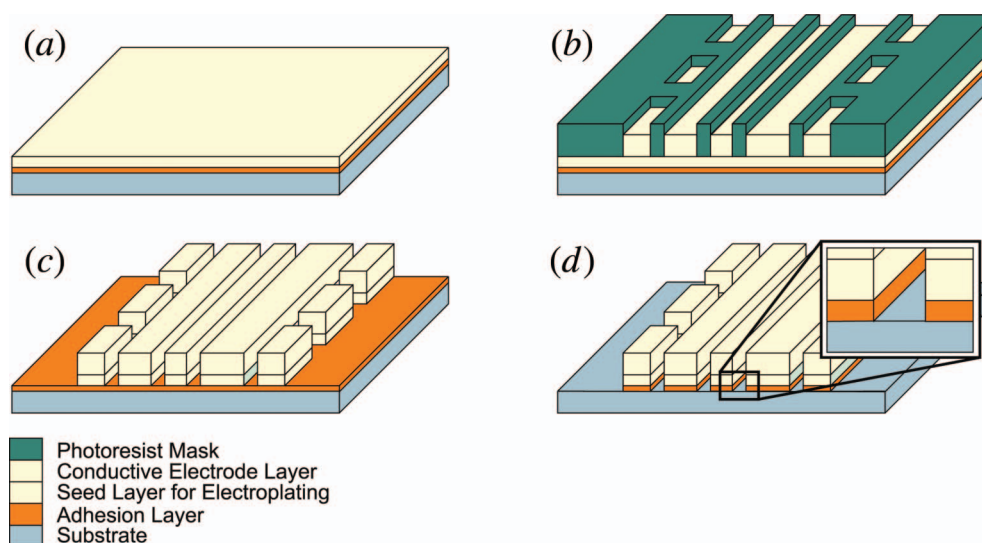 (a)
(b)
(c)
(d)
Photoresist Mask
Conductive Electrode Layer
Seed Layer for Electroplating
Adhesion Layer
Substrate